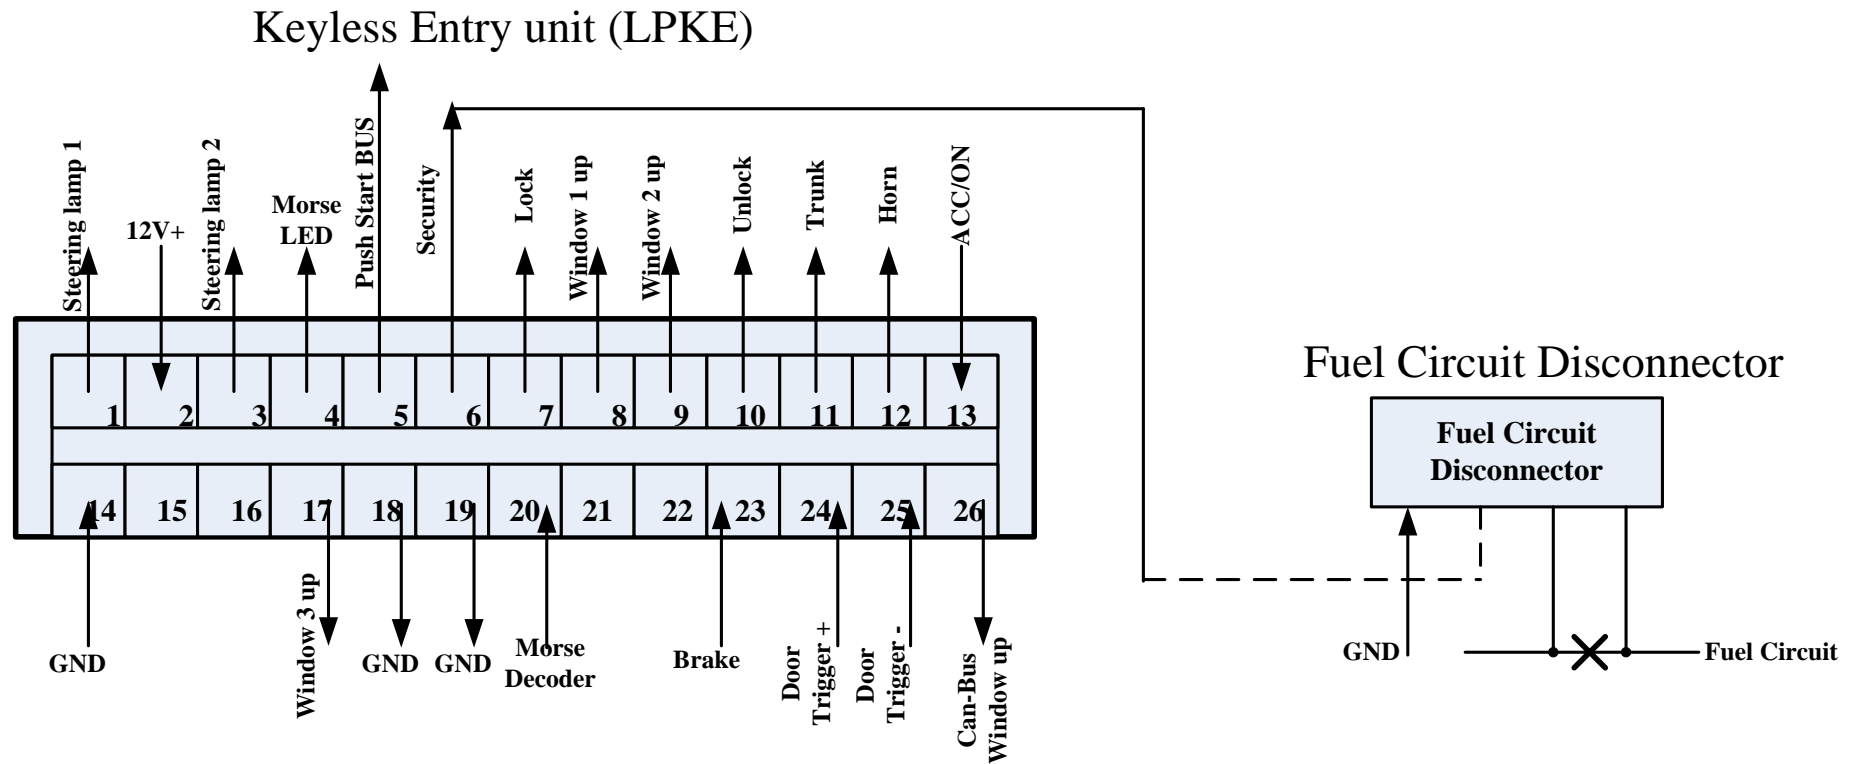 Keyless Entry unit (LPKE)
Steering lamp 1
12V+
Steering lamp 2
Morse
LED
Push Start BUS
Security
Lock
Window 1 up
Window 2 up
Unlock
Trunk
Horn
ACC/ON
1 2 3 4 5 6 7 8 9 10 11 12 13
14 15 16 17 18 19 20 21 22 23 24 25 26
GND
Window 3 up
GND
GND
Morse
Decoder
Brake
Door
Trigger +
Door
Trigger -
Can-Bus
Window up
Fuel Circuit Disconnector
Fuel Circuit
Disconnector
GND
Fuel Circuit